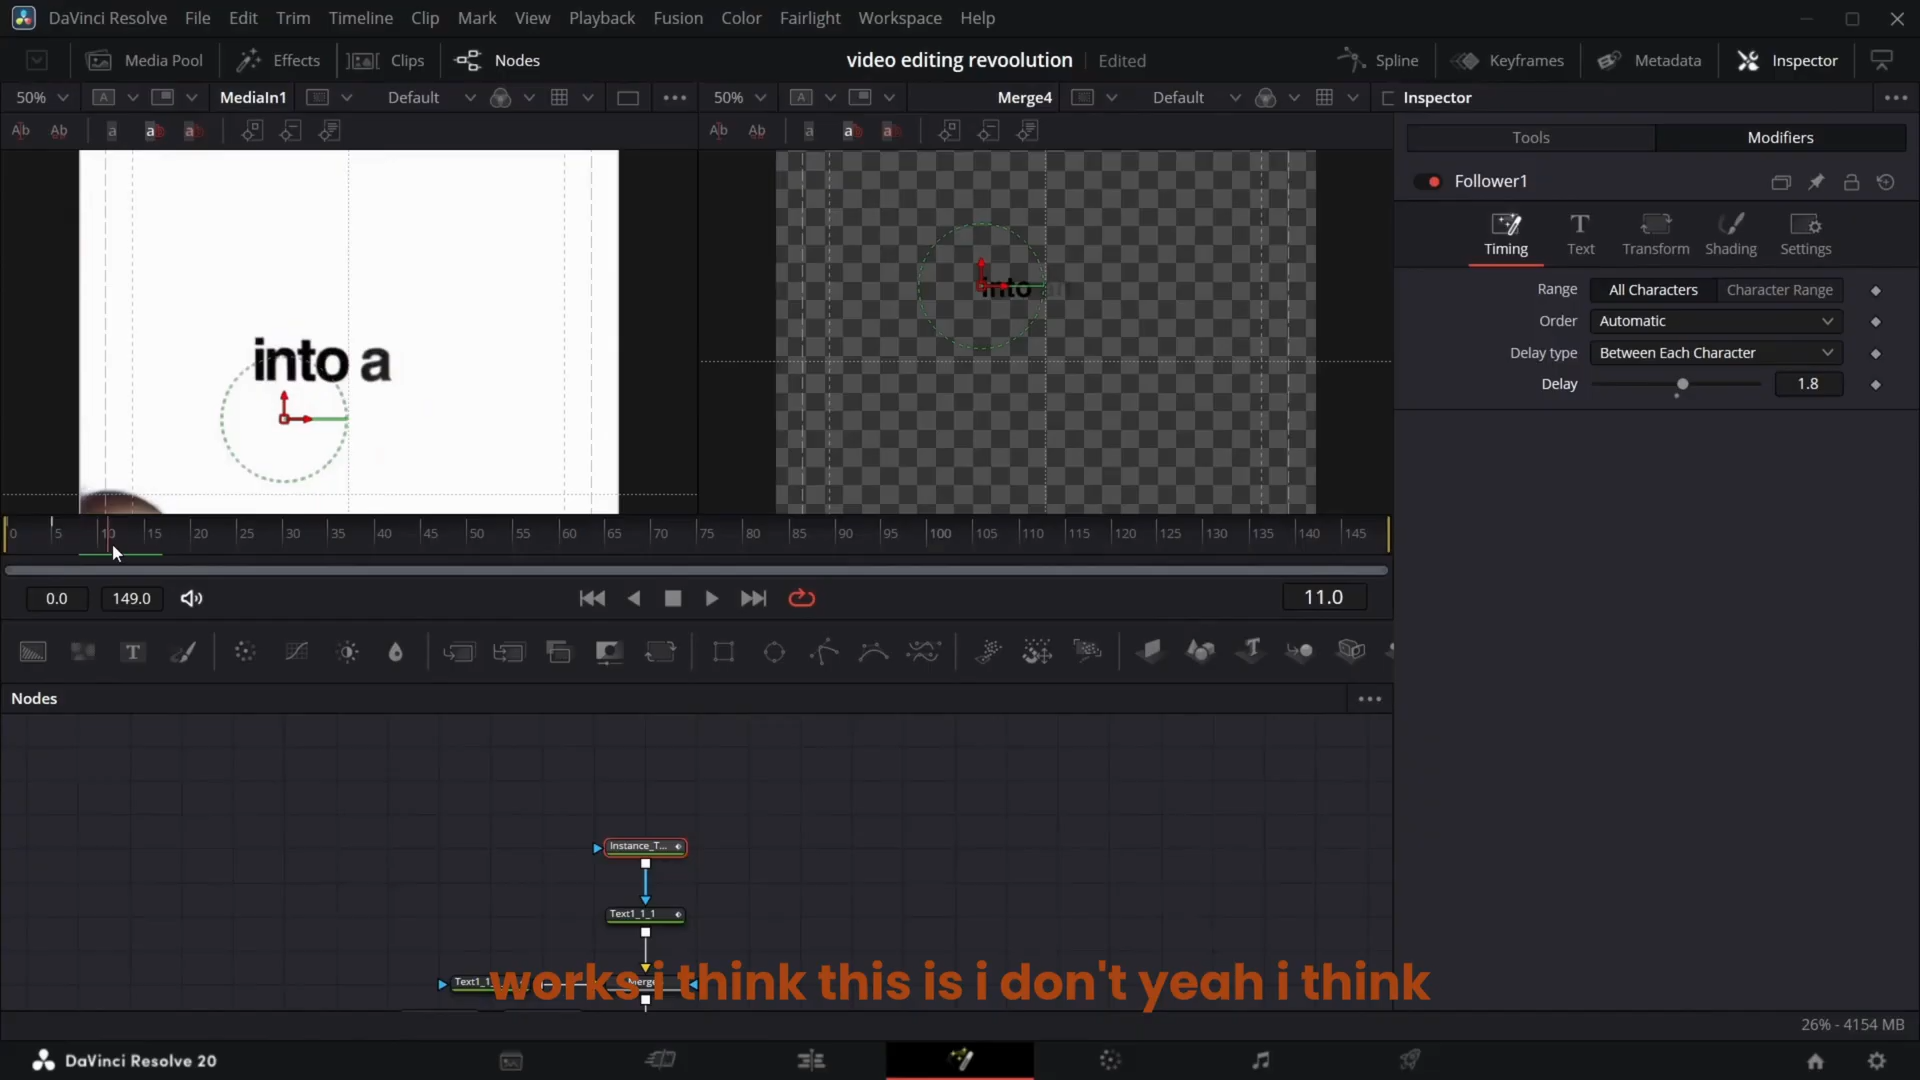 DaVinci Resolve File Edit Trim Timeline Clip Mark View Playback Fusion Color Fairlight Workspace Help
Media Pool Effects Clips Nodes video editing revoolution Edited Spline Keyframes Metadata Inspector
50% A MediaIn1 Default 50% A Merge4 Default Inspector
Tools Modifiers
Follower1
Timing Text Transform Shading Settings
Range All Characters Character Range
Order Automatic
Delay type Between Each Character
Delay 1.8
into a
into
0 5 10 15 20 25 30 35 40 45 50 55 60 65 70 75 80 85 90 95 100 105 110 115 120 125 130 135 140 145
0.0 149.0 11.0
Nodes
Instance_T...
Text1_1_1
Text1_1
works i think this is i don't yeah i think
26% - 4154 MB
DaVinci Resolve 20